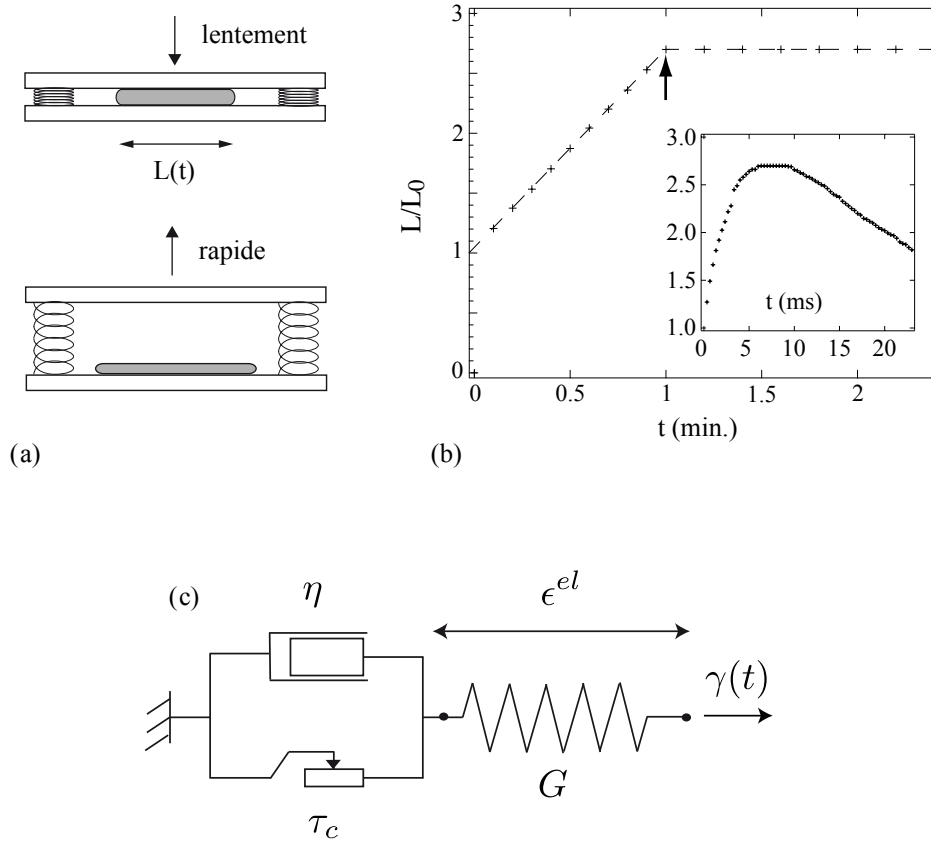 lentement
L(t)
rapide
(a)
3
2
1
0
L/L0
0
0.5
1
1.5
2
t (min.)
3.0
2.5
2.0
1.5
1.0
t (ms)
0
5
10
15
20
(b)
(c)
η
ϵ^{el}
γ(t)
G
τ_c